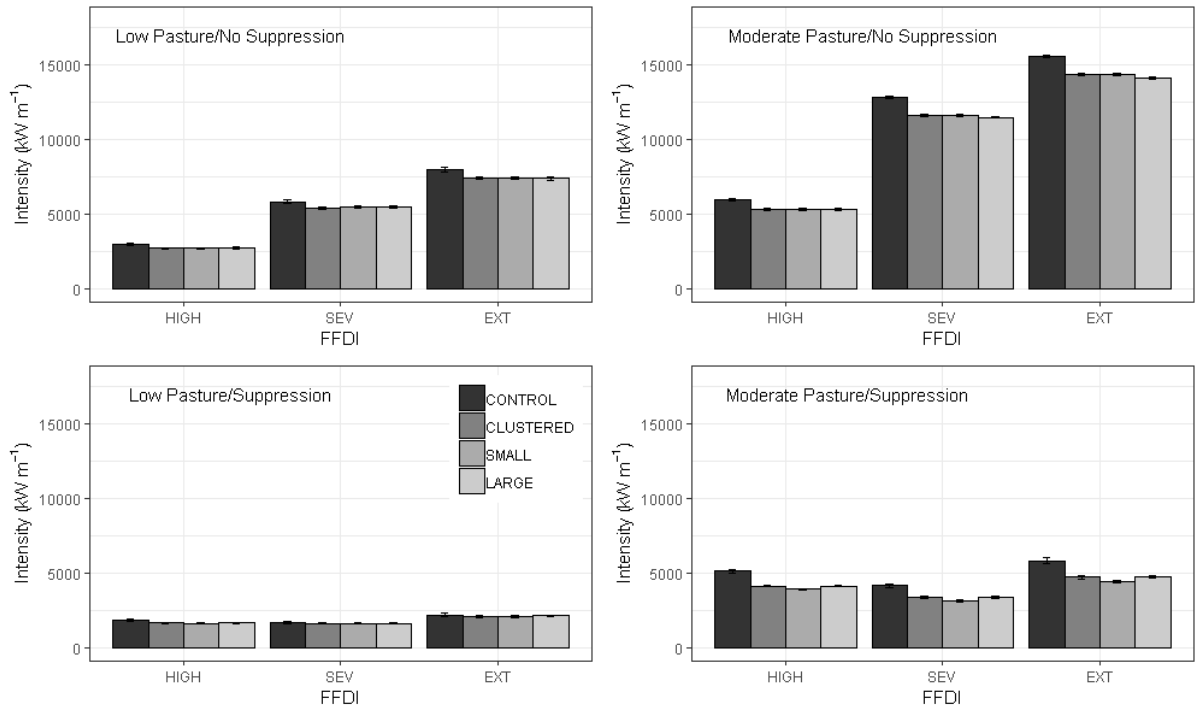 Low Pasture/No Suppression
Intensity (kW m⁻¹)
15000
10000
5000
0
HIGH SEV EXT
FFDI
Moderate Pasture/No Suppression
Intensity (kW m⁻¹)
15000
10000
5000
0
HIGH SEV EXT
FFDI
Low Pasture/Suppression
Intensity (kW m⁻¹)
15000
10000
5000
0
CONTROL
CLUSTERED
SMALL
LARGE
HIGH SEV EXT
FFDI
Moderate Pasture/Suppression
Intensity (kW m⁻¹)
15000
10000
5000
0
HIGH SEV EXT
FFDI